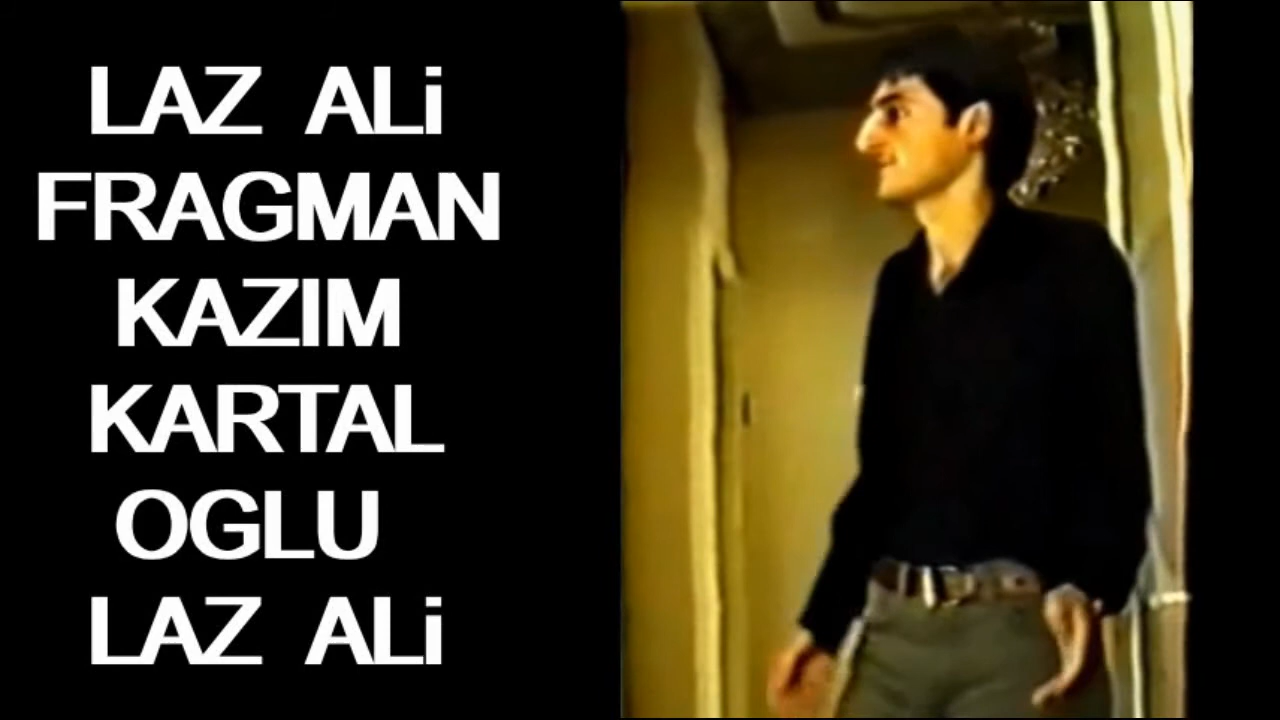 LAZ ALi
FRAGMAN
KAZIM
KARTAL
OGLU
LAZ ALi